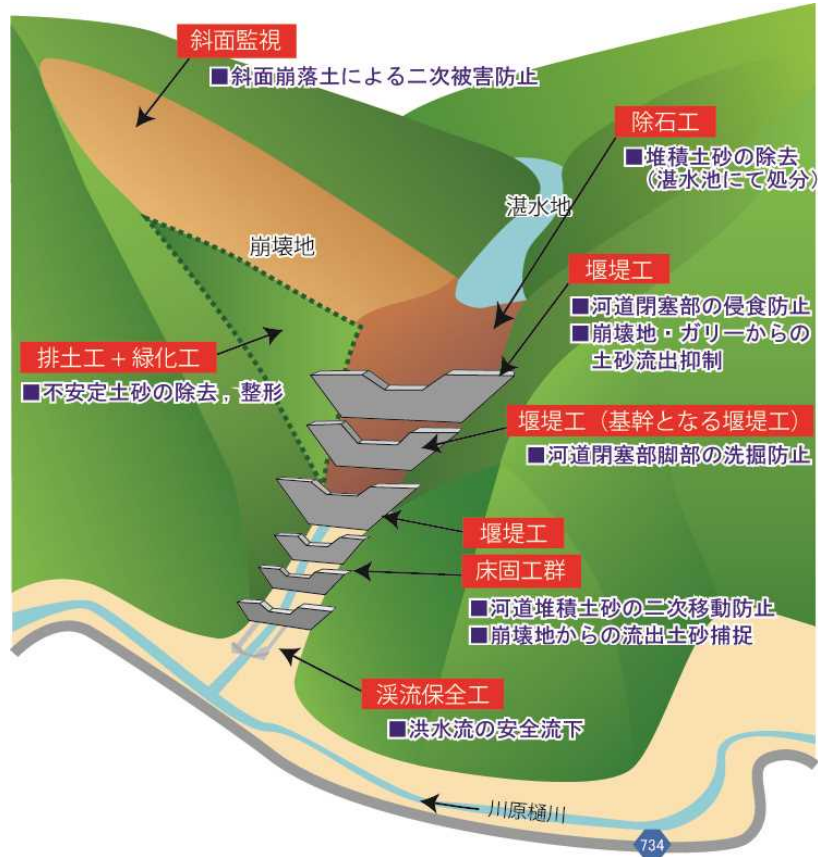 斜面監視
■斜面崩落土による二次被害防止
除石工
■堆積土砂の除去
（湛水池にて処分）
湛水地
崩壊地
堰堤工
■河道閉塞部の侵食防止
■崩壊地・ガリーからの
土砂流出抑制
排土工＋緑化工
■不安定土砂の除去，整形
堰堤工（基幹となる堰堤工）
■河道閉塞部脚部の洗掘防止
堰堤工
床固工群
■河道堆積土砂の二次移動防止
■崩壊地からの流出土砂捕捉
渓流保全工
■洪水流の安全流下
川原樋川
734